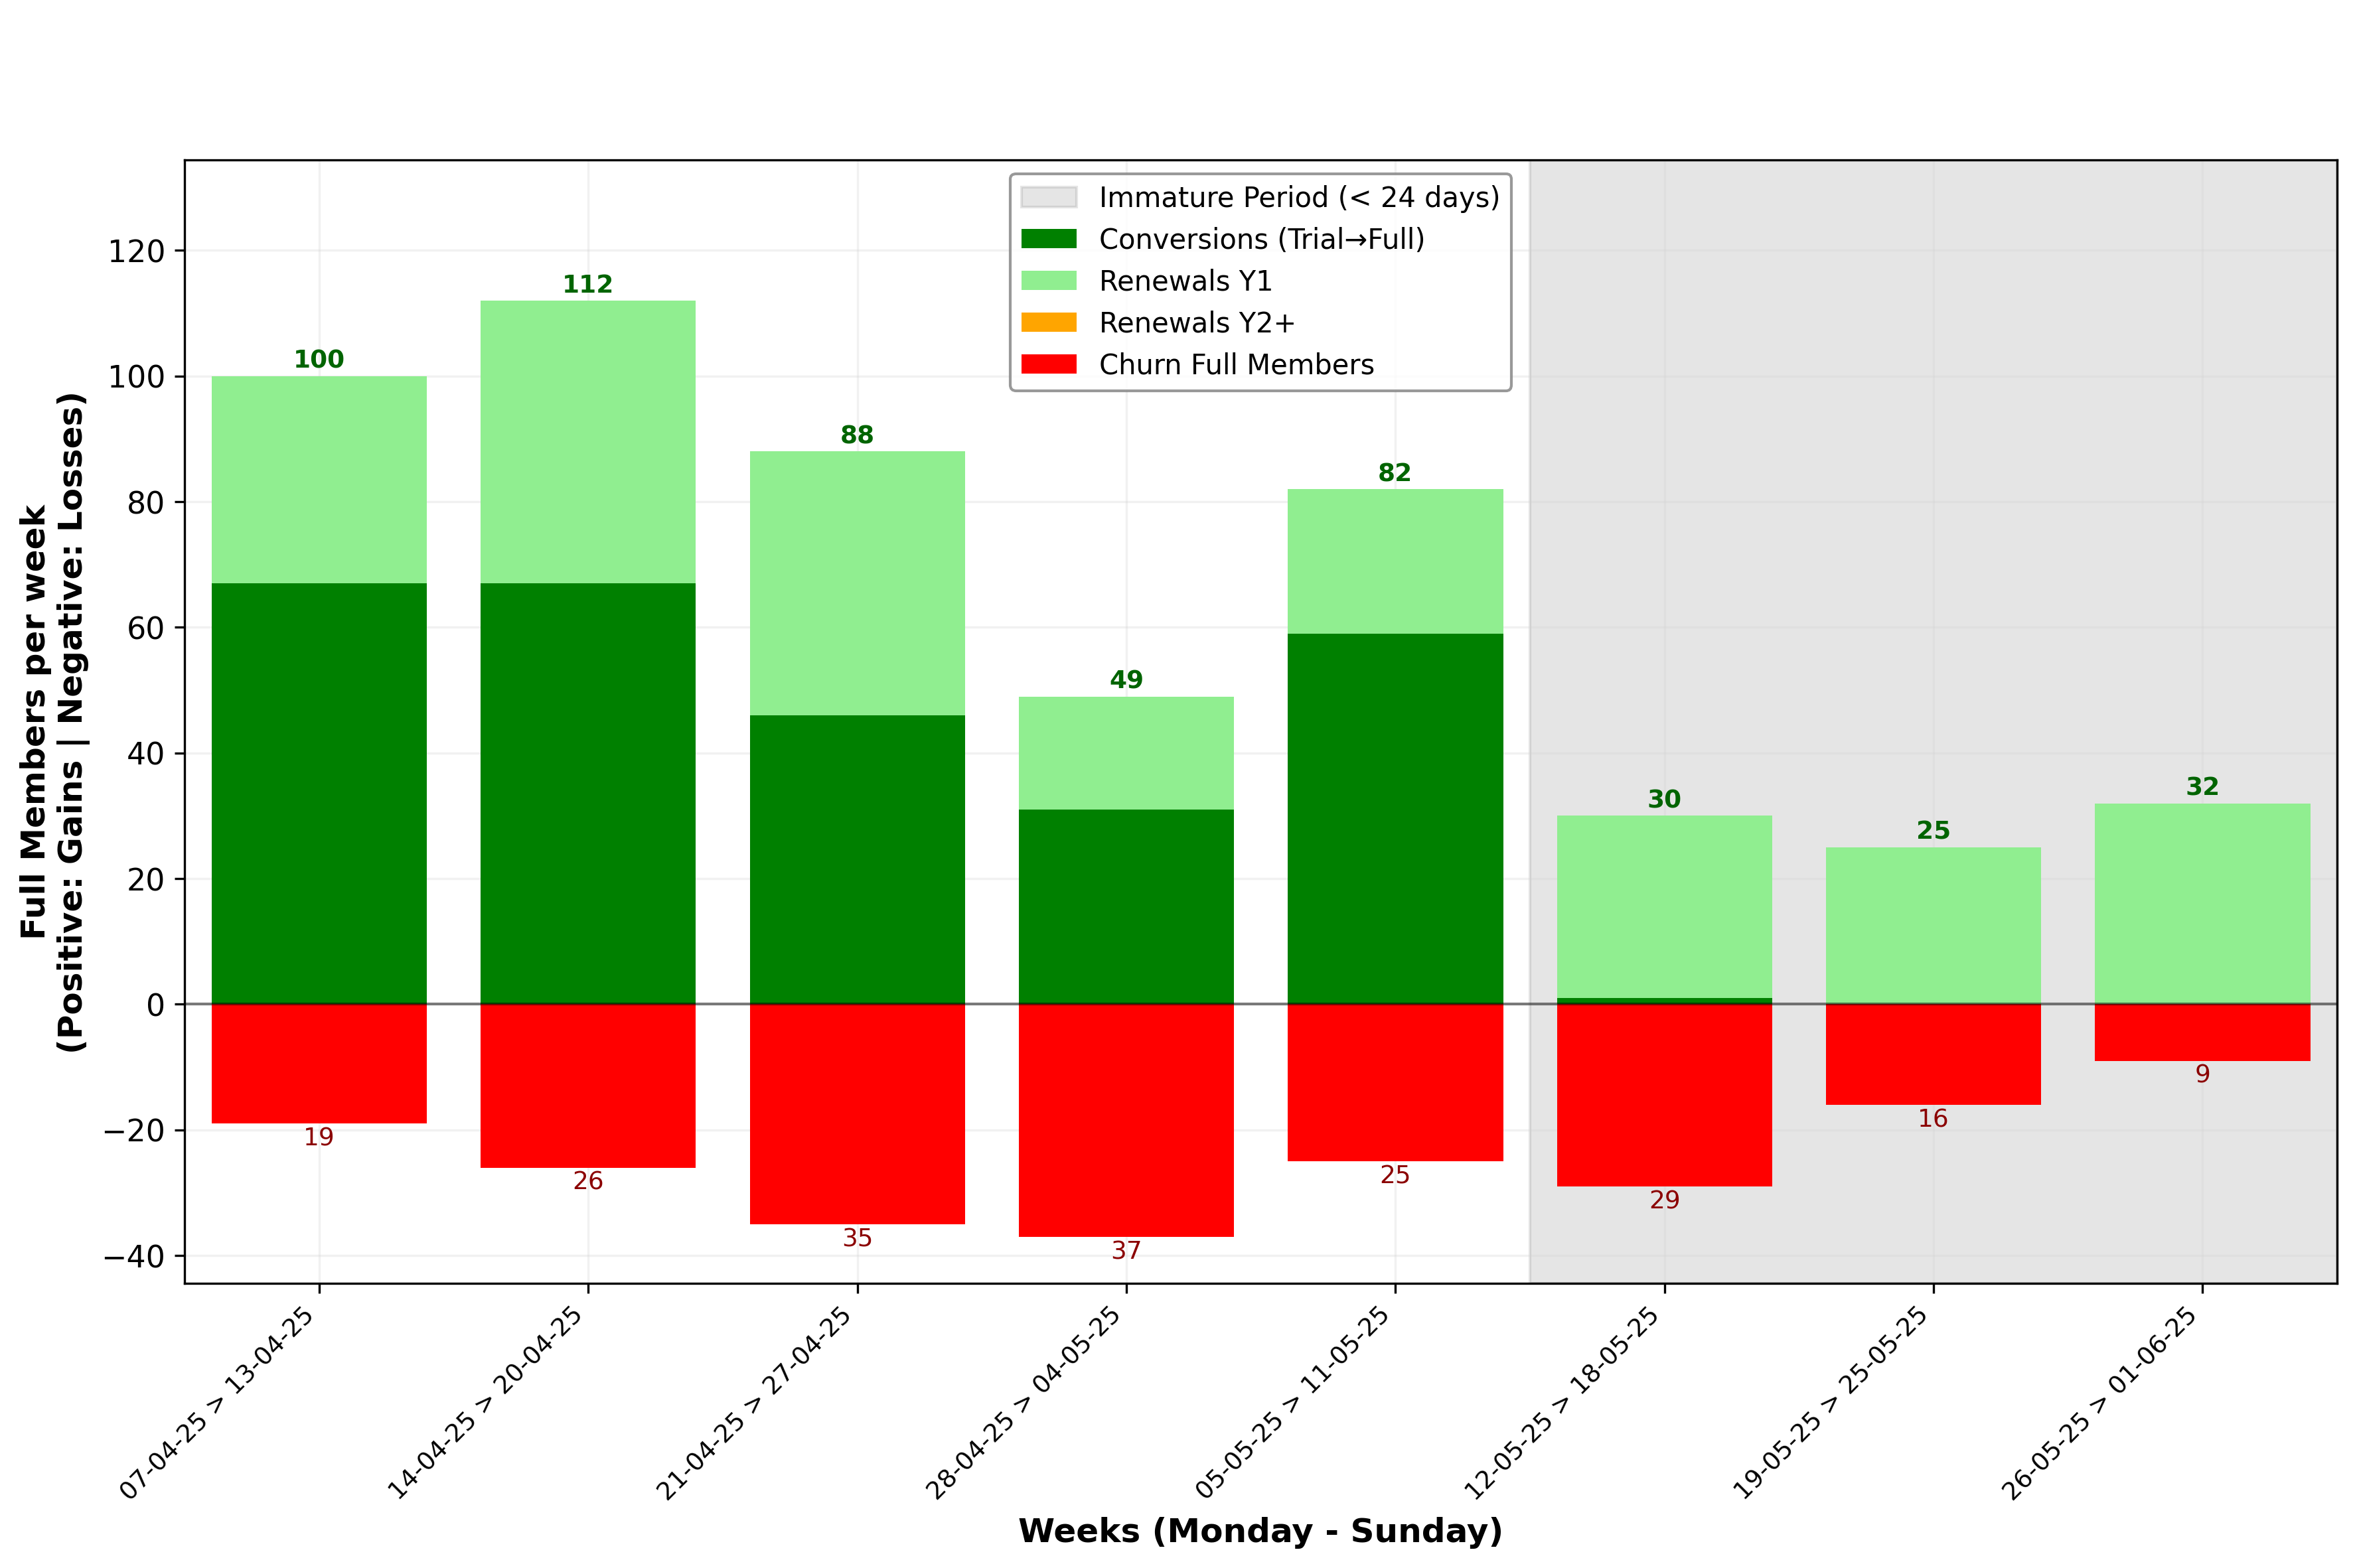 Immature Period (< 24 days)
Conversions (Trial→Full)
Renewals Y1
Renewals Y2+
Churn Full Members
Full Members per week
(Positive: Gains | Negative: Losses)
120
100
80
60
40
20
0
−20
−40
100
112
88
49
82
30
25
32
19
26
35
37
25
29
16
9
07-04-25 > 13-04-25
14-04-25 > 20-04-25
21-04-25 > 27-04-25
28-04-25 > 04-05-25
05-05-25 > 11-05-25
12-05-25 > 18-05-25
19-05-25 > 25-05-25
26-05-25 > 01-06-25
Weeks (Monday - Sunday)